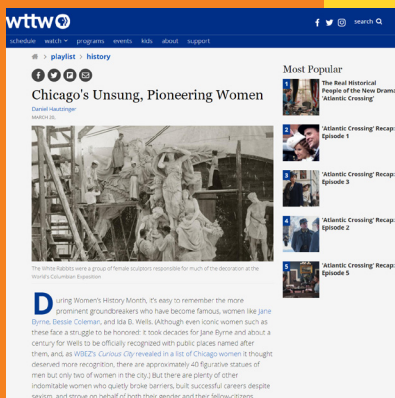 wttw
search
schedule watch programs events kids about support
> playlist > history
Chicago's Unsung, Pioneering Women
Daniel Hautzinger
MARCH 20,
The White Rabbits were a group of female sculptors responsible for much of the decoration at the
World's Columbian Exposition
During Women's History Month, it's easy to remember the more
prominent groundbreakers who have become famous, women like Jane
Byrne, Bessie Coleman, and Ida B. Wells. (Although even iconic women such as
these face a struggle to be honored: it took decades for Jane Byrne and about a
century for Wells to be officially recognized with public places named after
them, and, as WBEZ's Curious City revealed in a list of Chicago women it thought
deserved more recognition, there are approximately 40 figurative statues of
men but only two of women in the city.) But there are plenty of other
indomitable women who quietly broke barriers, built successful careers despite
sexism, and strove on behalf of both their gender and their fellow citizens
Most Popular
1
The Real Historical
People of the New Drama
'Atlantic Crossing'
2
'Atlantic Crossing' Recap:
Episode 1
3
'Atlantic Crossing' Recap:
Episode 3
4
'Atlantic Crossing' Recap:
Episode 2
5
'Atlantic Crossing' Recap:
Episode 5